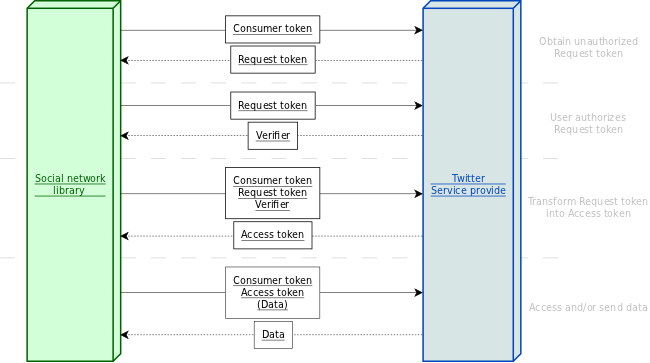 Consumer token
Request token
Obtain unauthorized
Request token
Request token
Verifier
User authorizes
Request token
Social network
library
Twitter
Service provide
Consumer token
Request token
Verifier
Access token
Transform Request token
into Access token
Consumer token
Access token
(Data)
Data
Access and/or send data